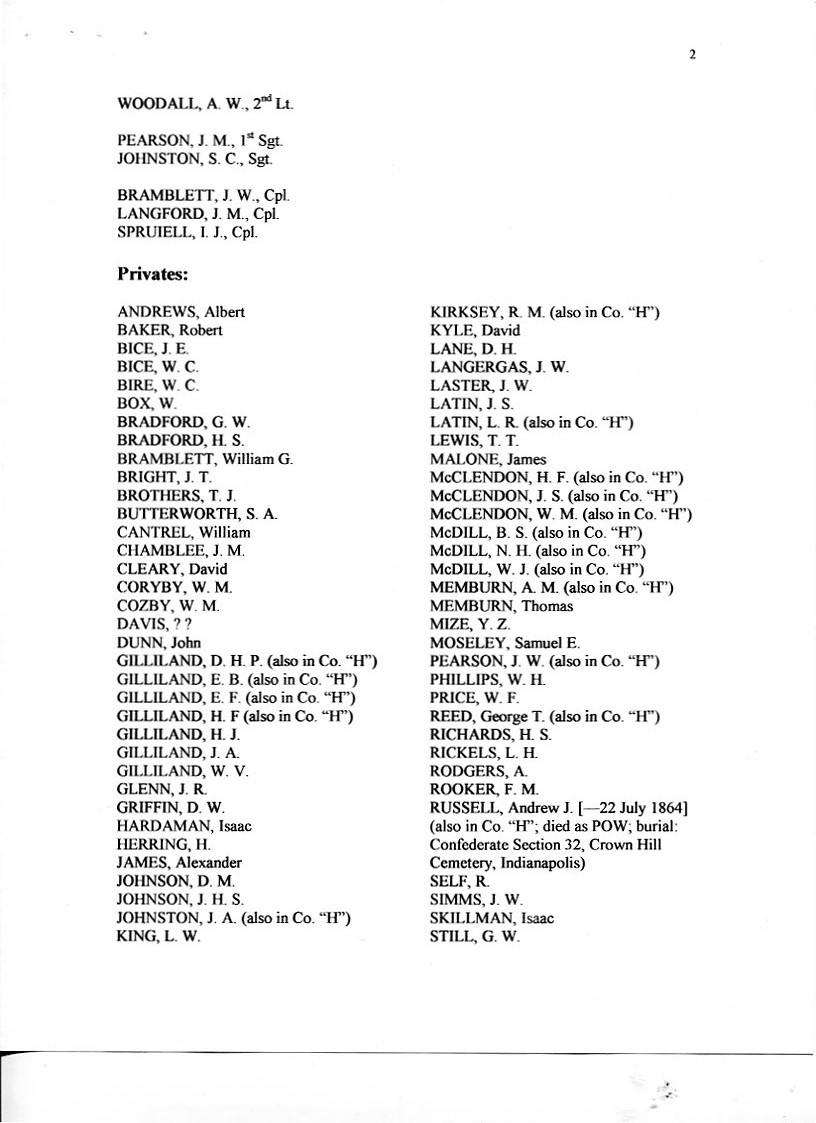 2
WOODALL, A. W., 2nd Lt.
PEARSON, J. M., 1st Sgt.
JOHNSTON, S. C., Sgt.
BRAMBLETT, J. W., Cpl.
LANGFORD, J. M., Cpl.
SPRUIELL, I. J., Cpl.
Privates:
ANDREWS, Albert
BAKER, Robert
BICE, J. E.
BICE, W. C.
BIRE, W. C.
BOX, W.
BRADFORD, G. W.
BRADFORD, H. S.
BRAMBLETT, William G.
BRIGHT, J. T.
BROTHERS, T. J.
BUTTERWORTH, S. A.
CANTREL, William
CHAMBLEE, J. M.
CLEARY, David
CORYBY, W. M.
COZBY, W. M.
DAVIS, ? ?
DUNN, John
GILLILAND, D. H. P. (also in Co. “H”)
GILLILAND, E. B. (also in Co. “H”)
GILLILAND, E. F. (also in Co. “H”)
GILLILAND, H. F (also in Co. “H”)
GILLILAND, H. J.
GILLILAND, J. A.
GILLILAND, W. V.
GLENN, J. R.
GRIFFIN, D. W.
HARDAMAN, Isaac
HERRING, H.
JAMES, Alexander
JOHNSON, D. M.
JOHNSON, J. H. S.
JOHNSTON, J. A. (also in Co. “H”)
KING, L. W.
KIRKSEY, R. M. (also in Co. “H”)
KYLE, David
LANE, D. H.
LANGERGAS, J. W.
LASTER, J. W.
LATIN, J. S.
LATIN, L. R. (also in Co. “H”)
LEWIS, T. T.
MALONE, James
McCLENDON, H. F. (also in Co. “H”)
McCLENDON, J. S. (also in Co. “H”)
McCLENDON, W. M. (also in Co. “H”)
McDILL, B. S. (also in Co. “H”)
McDILL, N. H. (also in Co. “H”)
McDILL, W. J. (also in Co. “H”)
MEMBURN, A. M. (also in Co. “H”)
MEMBURN, Thomas
MIZE, Y. Z.
MOSELEY, Samuel E.
PEARSON, J. W. (also in Co. “H”)
PHILLIPS, W. H.
PRICE, W. F.
REED, George T. (also in Co. “H”)
RICHARDS, H. S.
RICKELS, L. H.
RODGERS, A.
ROOKER, F. M.
RUSSELL, Andrew J. [—22 July 1864]
(also in Co. “H”; died as POW; burial:
Confederate Section 32, Crown Hill
Cemetery, Indianapolis)
SELF, R.
SIMMS, J. W.
SKILLMAN, Isaac
STILL, G. W.